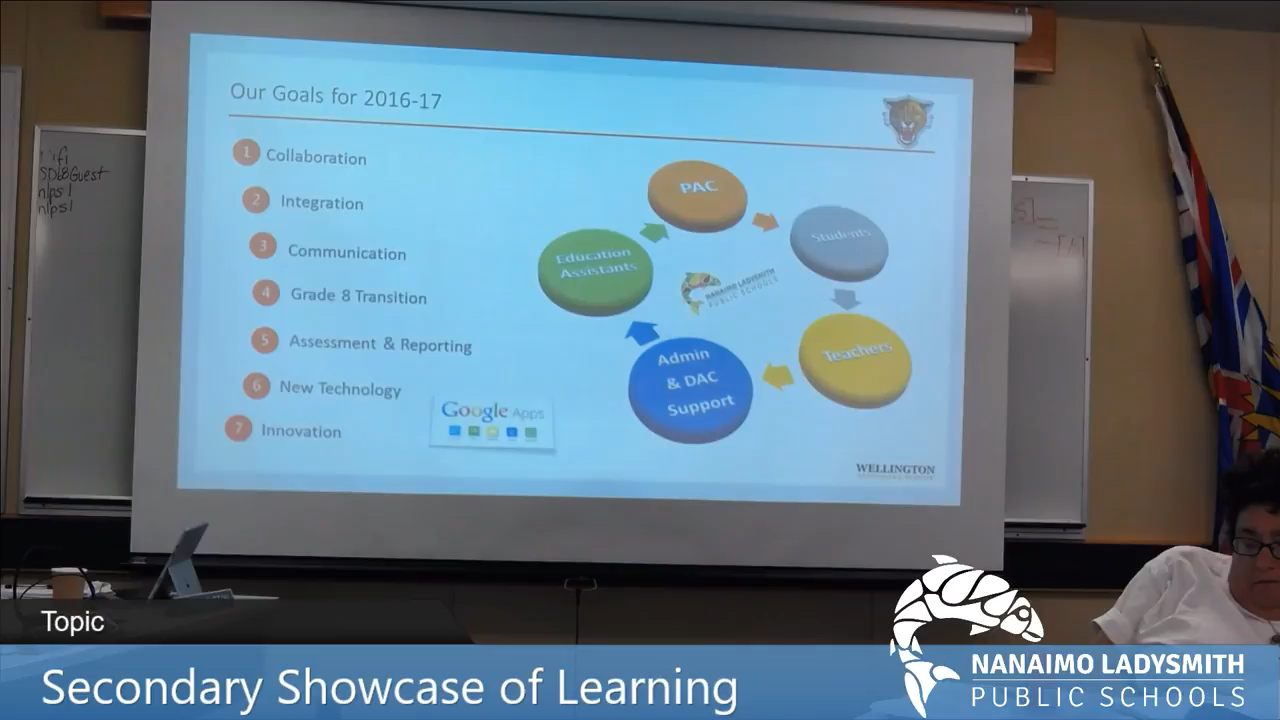 Our Goals for 2016-17
1 Collaboration
2 Integration
3 Communication
4 Grade 8 Transition
5 Assessment & Reporting
6 New Technology
7 Innovation
Google Apps
PAC
Students
Teachers
Admin
& DAC
Support
Education
Assistants
NANAIMO LADYSMITH
PUBLIC SCHOOLS
WELLINGTON
Guest
Topic
Secondary Showcase of Learning
NANAIMO LADYSMITH
PUBLIC SCHOOLS